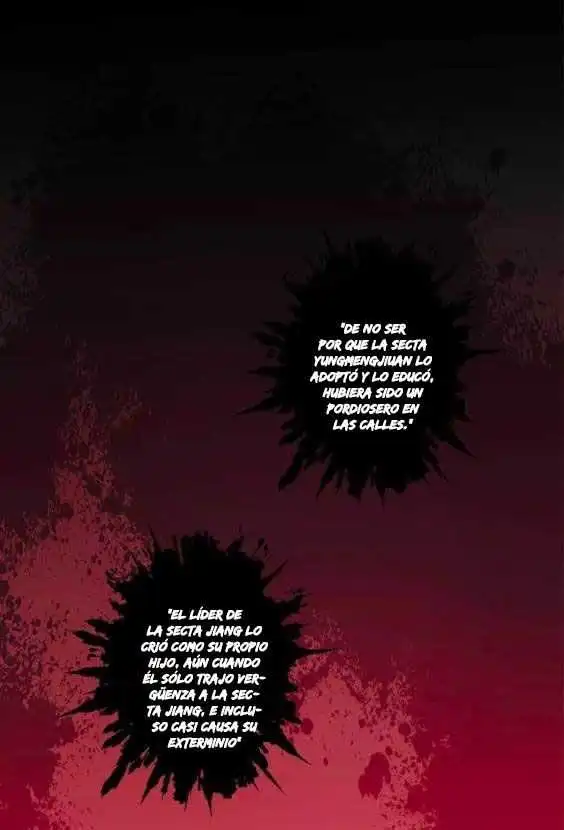 "DE NO SER
POR QUE LA SECTA
YUNGMENGJIUAN LO
ADOPTÓ Y LO EDUCÓ,
HUBIERA SIDO UN
PORDIOSERO EN
LAS CALLES."
"EL LÍDER DE
LA SECTA JIANG LO
CRIÓ COMO SU PROPIO
HIJO, AÚN CUANDO
ÉL SÓLO TRAJO VER-
GÜENZA A LA SEC-
TA JIANG, E INCLU-
SO CASI CAUSA SU
EXTERMINIO"